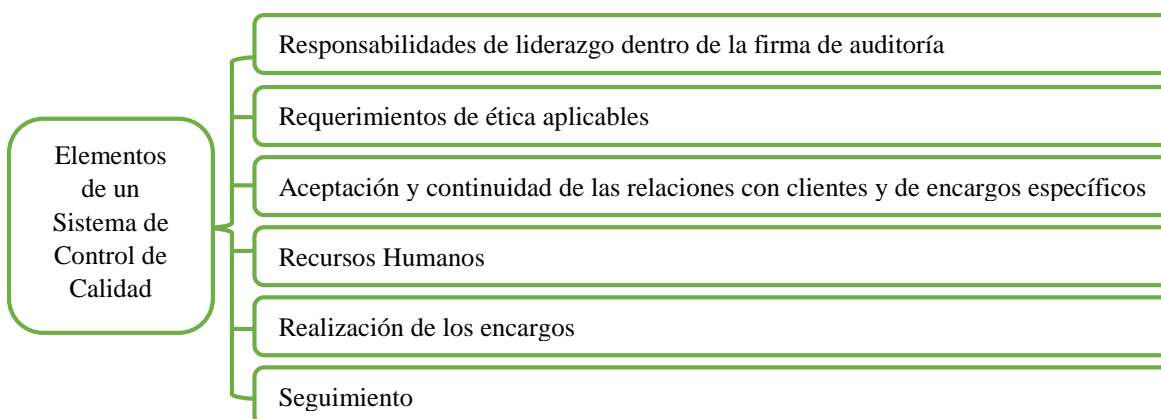 Elementos
de un
Sistema de
Control de
Calidad
Responsabilidades de liderazgo dentro de la firma de auditoría
Requerimientos de ética aplicables
Aceptación y continuidad de las relaciones con clientes y de encargos específicos
Recursos Humanos
Realización de los encargos
Seguimiento